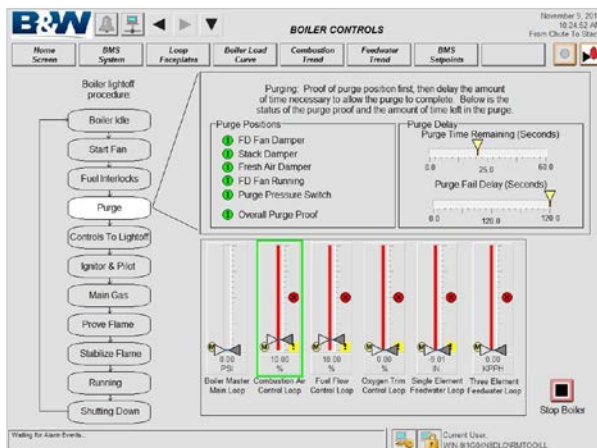 B&W
BOILER CONTROLS
10:24:52 AM
From Chute To Stack
Home Screen
BMS System
Loop Faceplates
Boiler Load Curve
Combustion Trend
Feedwater Trend
BMS Setpoints
Boiler lightoff
procedure:
Boiler Idle
Start Fan
Fuel Interlocks
Purge
Controls To Lightoff
Ignitor & Pilot
Main Gas
Prove Flame
Stabilize Flame
Running
Shutting Down
Purging: Proof of purge position first, then delay the amount
of time necessary to allow the purge to complete. Below is the
status of the purge proof and the amount of time left in the purge.
Purge Positions
FD Fan Damper
Stack Damper
Fresh Air Damper
FD Fan Running
Purge Pressure Switch
Overall Purge Proof
Purge Delay
Purge Time Remaining (Seconds)
0.0 25.0 60.0
Purge Fail Delay (Seconds)
0.0 120.0 120.0
0.00 10.00 10.00 0.00 -9.01 0.00
PSI % % % IN. KPPH
Boiler Master Main Loop
Combustion Air Control Loop
Fuel Flow Control Loop
Oxygen Trim Control Loop
Single Element Feedwater Loop
Three Element Feedwater Loop
Stop Boiler
Waiting for Alarm Events...
Current User: